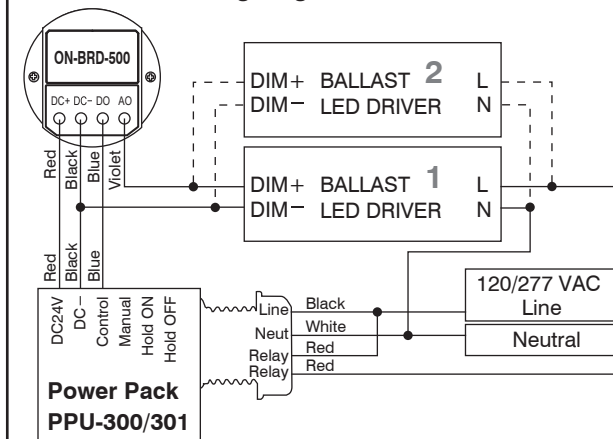 ON-BRD-500
DC+ DC- DO AO
Red
Black
Blue
Violet
DIM+ BALLAST 2 L
DIM- LED DRIVER N
DIM+ BALLAST 1 L
DIM- LED DRIVER N
Red
Black
Blue
DC24V
DC-
Control
Manual
Hold ON
Hold OFF
Power Pack
PPU-300/301
Line
Neut
Relay
Relay
Black
White
Red
Red
120/277 VAC
Line
Neutral